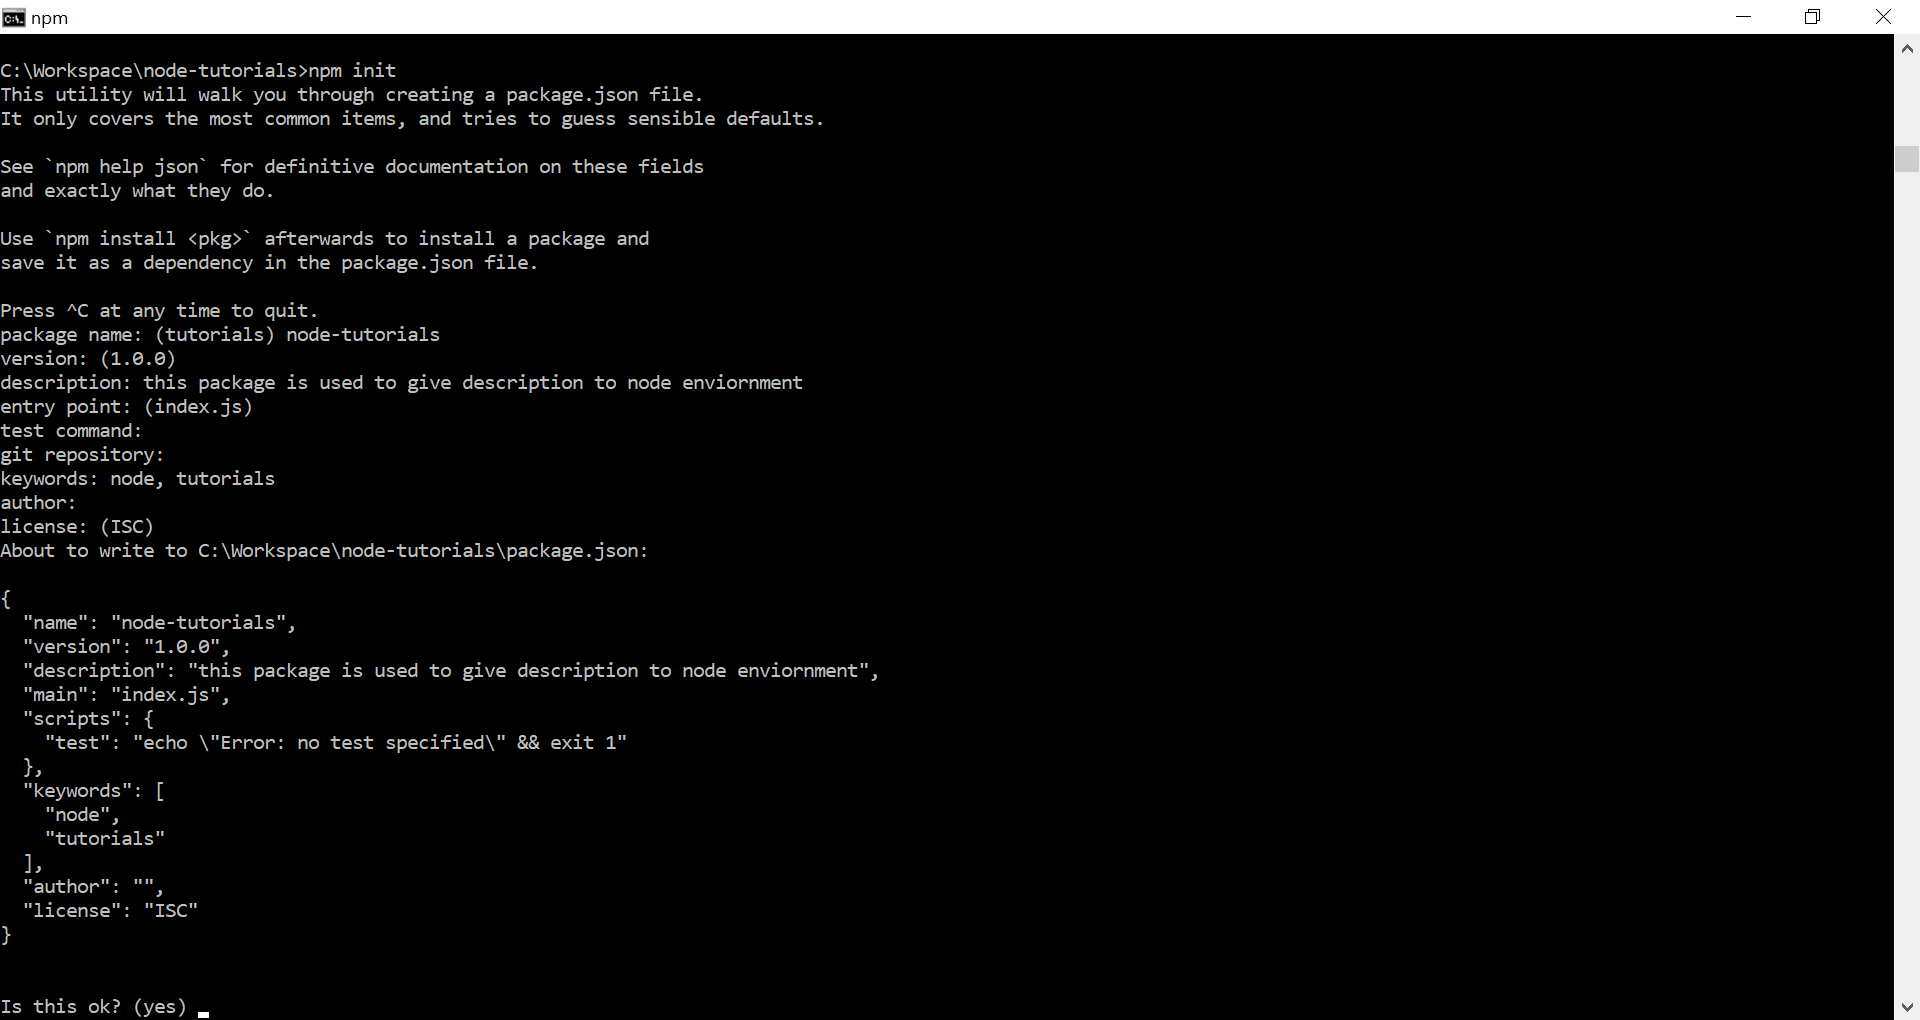 npm
C:\Workspace\node-tutorials>npm init
This utility will walk you through creating a package.json file.
It only covers the most common items, and tries to guess sensible defaults.
See `npm help json` for definitive documentation on these fields
and exactly what they do.
Use `npm install <pkg>` afterwards to install a package and
save it as a dependency in the package.json file.
Press ^C at any time to quit.
package name: (tutorials) node-tutorials
version: (1.0.0)
description: this package is used to give description to node enviornment
entry point: (index.js)
test command:
git repository:
keywords: node, tutorials
author:
license: (ISC)
About to write to C:\Workspace\node-tutorials\package.json:
{
  "name": "node-tutorials",
  "version": "1.0.0",
  "description": "this package is used to give description to node enviornment",
  "main": "index.js",
  "scripts": {
    "test": "echo \"Error: no test specified\" && exit 1"
  },
  "keywords": [
    "node",
    "tutorials"
  ],
  "author": "",
  "license": "ISC"
}
Is this ok? (yes)